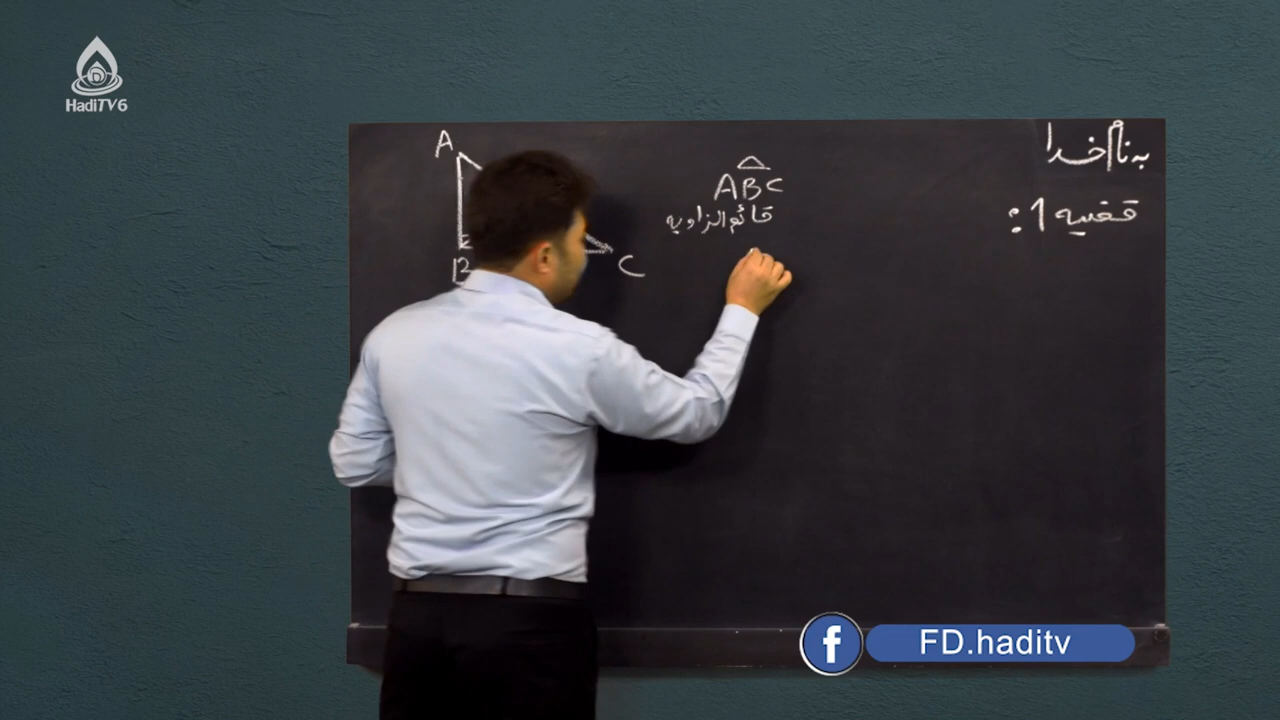 HadiTV6
به نام خدا
قضیه 1:
A
B
C
ABC
قائم الزاویه
FD.haditv